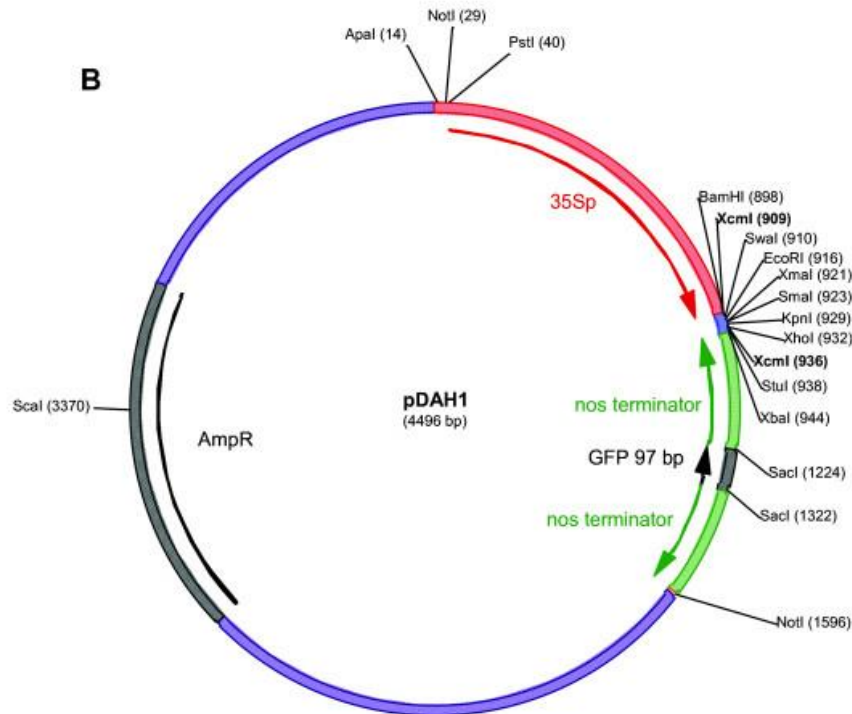 B
ApaI (14)
NotI (29)
PstI (40)
35Sp
BamHI (898)
XcmI (909)
SwaI (910)
EcoRI (916)
XmaI (921)
SmaI (923)
KpnI (929)
XhoI (932)
XcmI (936)
StuI (938)
XbaI (944)
pDAH1
(4496 bp)
nos terminator
ScaI (3370)
AmpR
GFP 97 bp
SacI (1224)
nos terminator
SacI (1322)
NotI (1596)